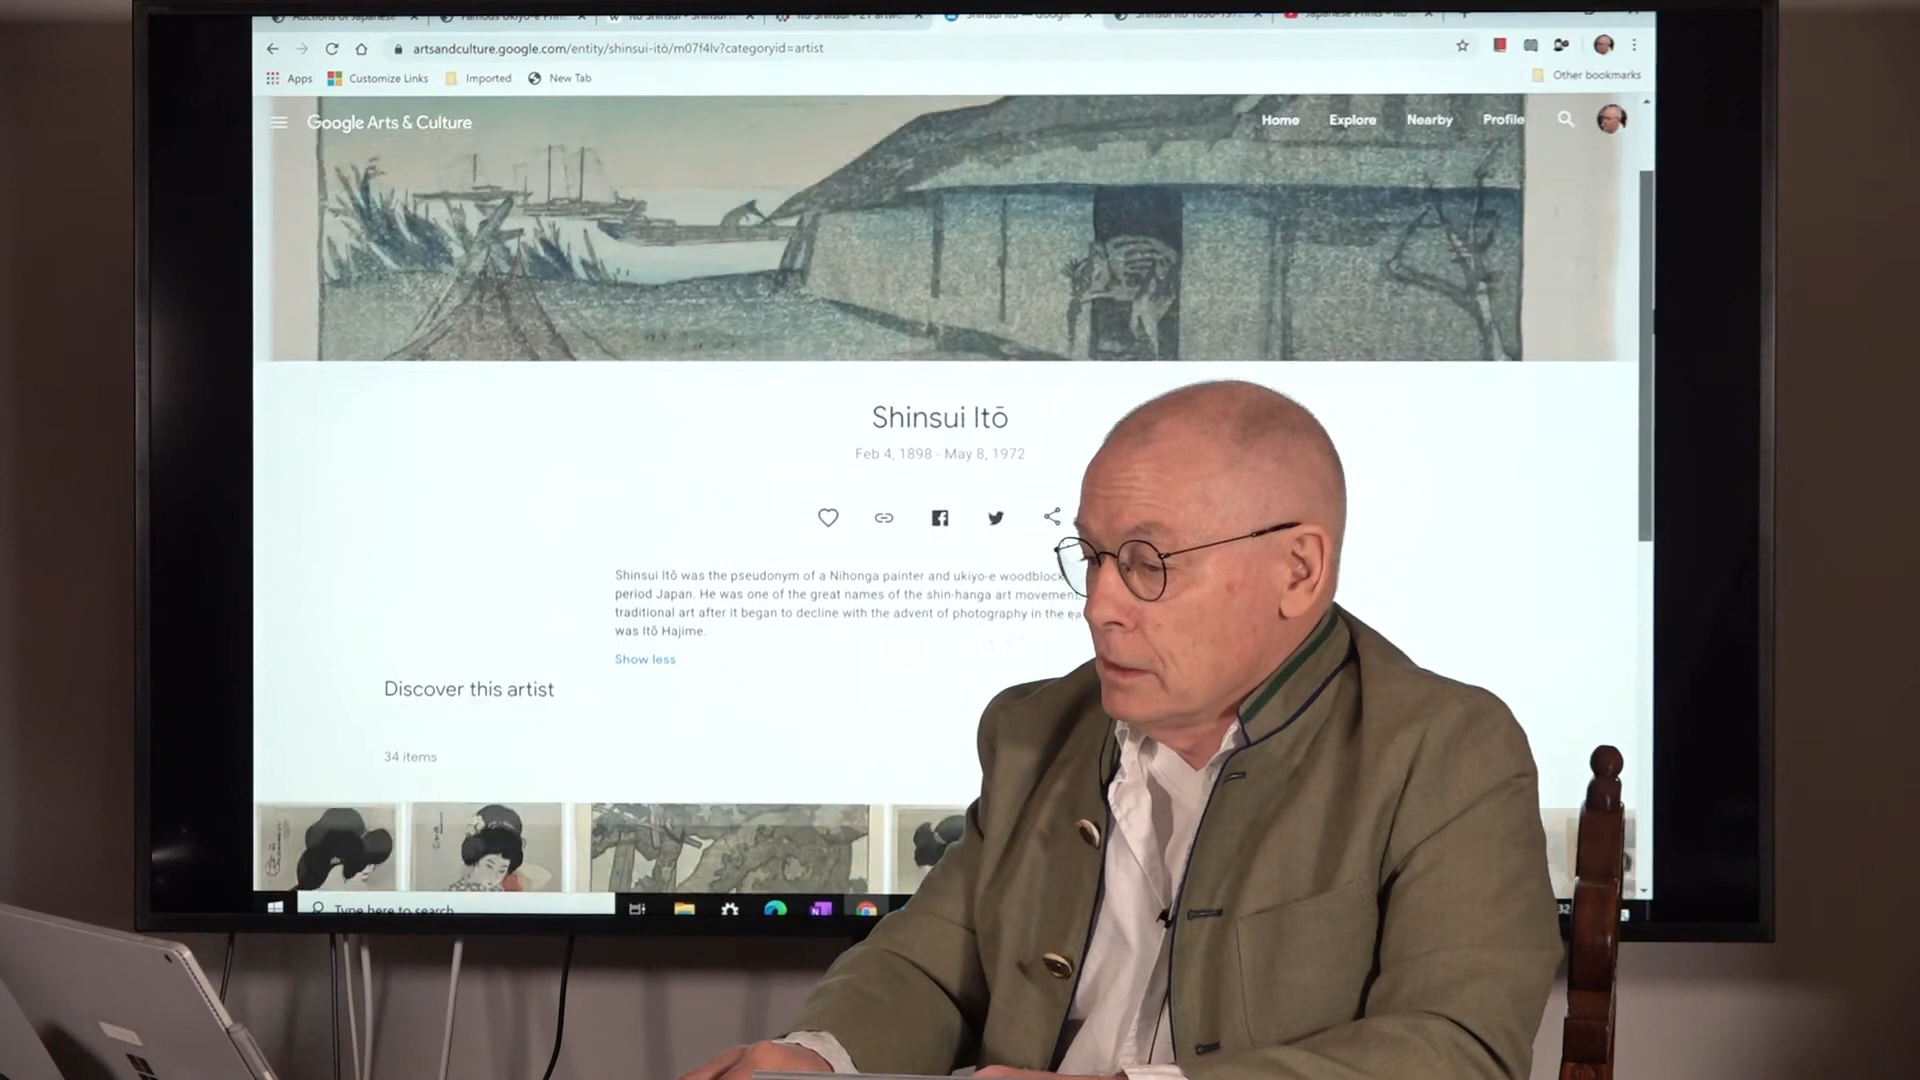 artsandculture.google.com/entity/shinsui-itō/m07f4lv?categoryid=artist
Apps Customize Links Imported New Tab Other bookmarks
Google Arts & Culture Home Explore Nearby Profile
Shinsui Itō
Feb 4, 1898 - May 8, 1972
Shinsui Itō was the pseudonym of a Nihonga painter and ukiyo-e woodblock
period Japan. He was one of the great names of the shin-hanga art
traditional art after it began to decline with the advent of photography in the
was Itō Hajime.
Show less
Discover this artist
34 items
Type here to search